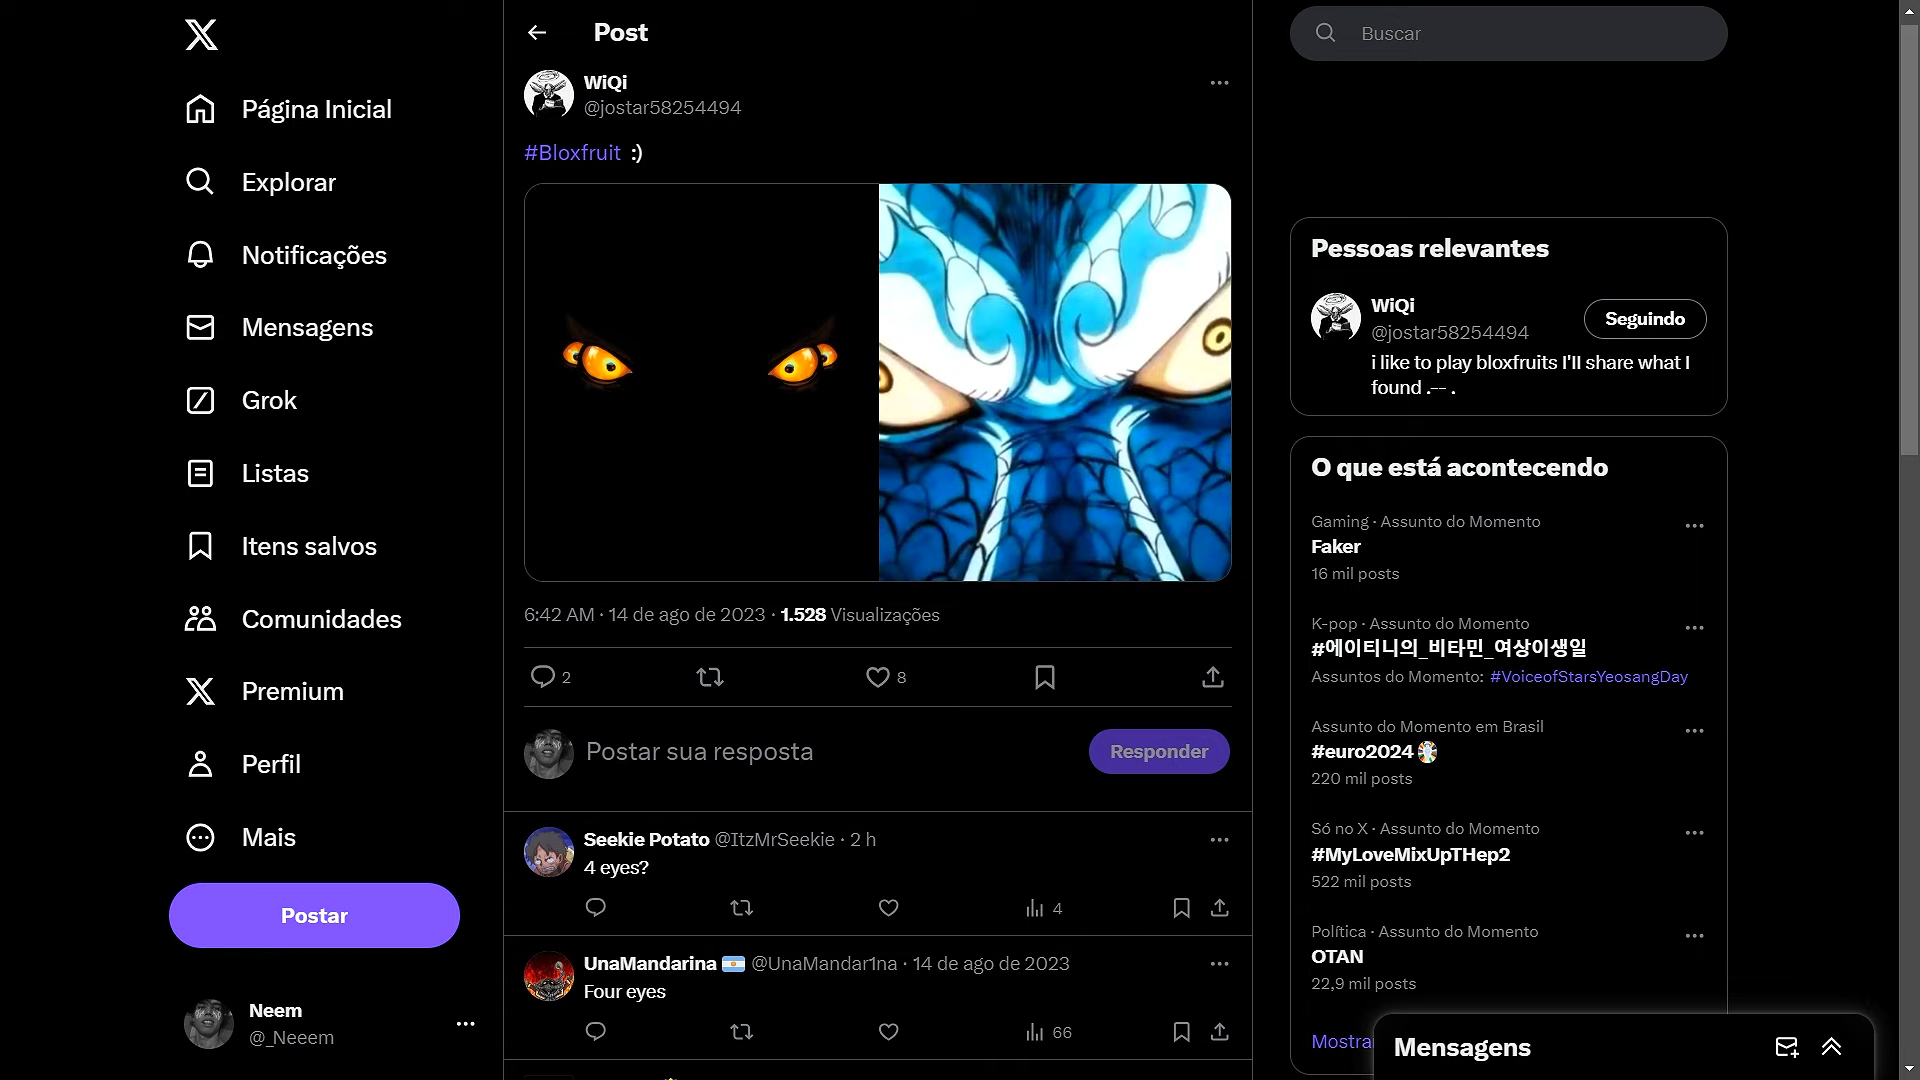 Página Inicial
Explorar
Notificações
Mensagens
Grok
Listas
Itens salvos
Comunidades
Premium
Perfil
Mais
Postar
Neem
@_Neeem
Post
WiQi
@jostar58254494
#Bloxfruit :)
6:42 AM · 14 de ago de 2023 · 1.528 Visualizações
2
8
Postar sua resposta
Responder
Seekie Potato @ItzMrSeekie · 2 h
4 eyes?
4
UnaMandarina @UnaMandar1na · 14 de ago de 2023
Four eyes
66
Buscar
Pessoas relevantes
WiQi
@jostar58254494
Seguindo
i like to play bloxfruits I'll share what I
found .-- .
O que está acontecendo
Gaming · Assunto do Momento
Faker
16 mil posts
K-pop · Assunto do Momento
#에이티니의_비타민_여상이생일
Assuntos do Momento: #VoiceofStarsYeosangDay
Assunto do Momento em Brasil
#euro2024
220 mil posts
Só no X · Assunto do Momento
#MyLoveMixUpTHep2
522 mil posts
Política · Assunto do Momento
OTAN
22,9 mil posts
Mostra
Mensagens